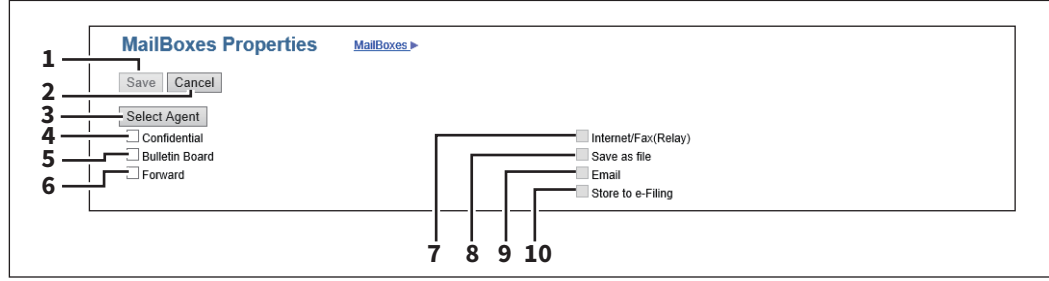 MailBoxes Properties MailBoxes ▶
1
Save Cancel
2
3 Select Agent
4 Confidential Internet/Fax(Relay)
5 Bulletin Board Save as file
6 Forward Email
Store to e-Filing
7 8 9 10